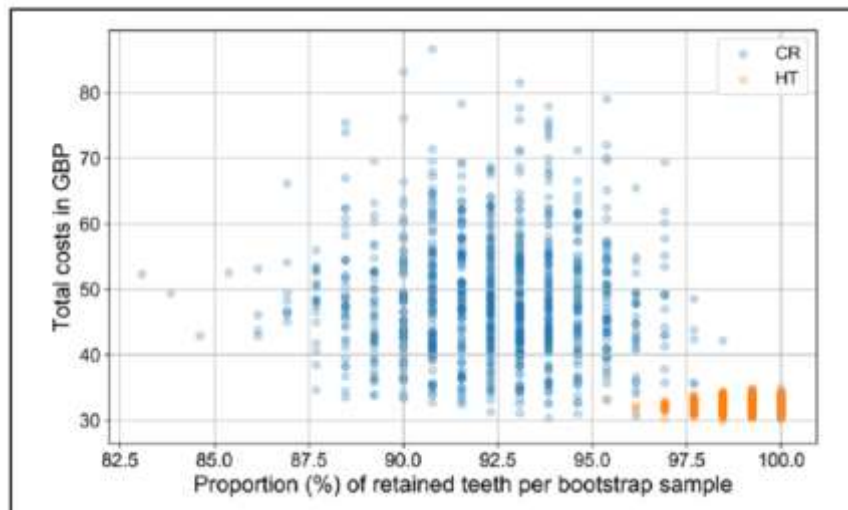 CR
HT
80
70
60
50
40
30
Total costs in GBP
82.5 85.0 87.5 90.0 92.5 95.0 97.5 100.0
Proportion (%) of retained teeth per bootstrap sample